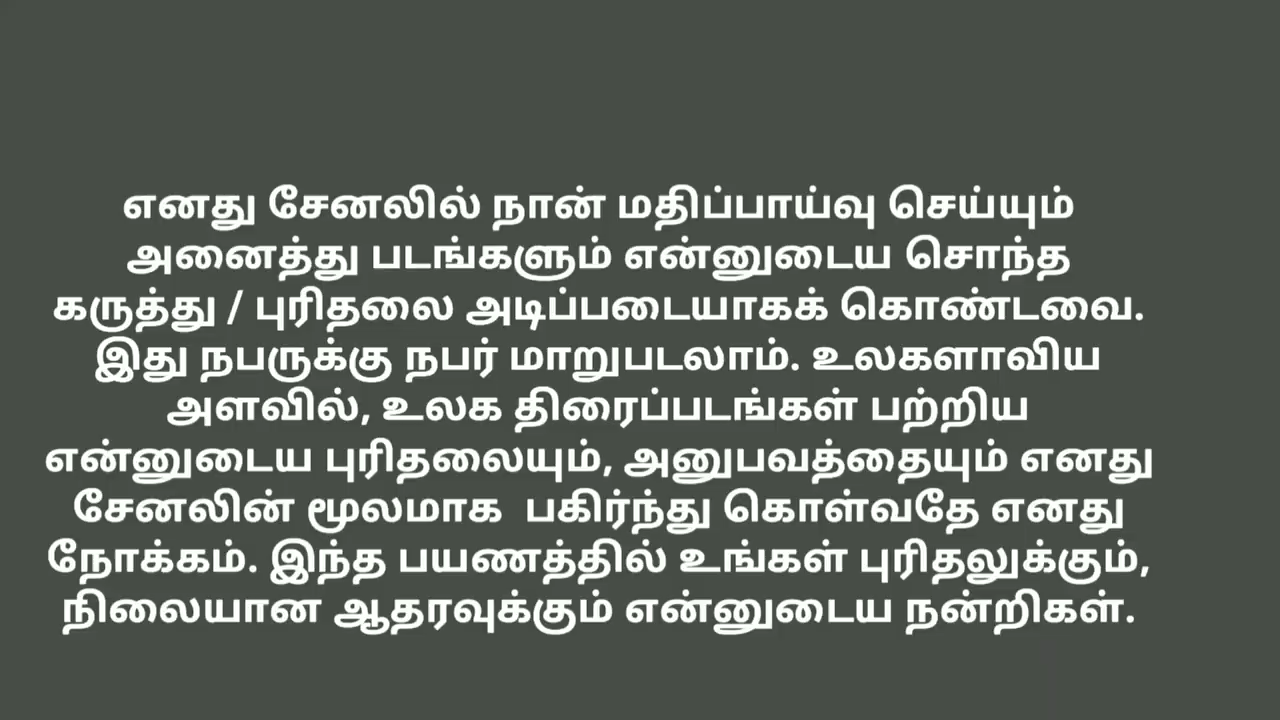 எனது சேனலில் நான் மதிப்பாய்வு செய்யும்
அனைத்து படங்களும் என்னுடைய சொந்த
கருத்து / புரிதலை அடிப்படையாகக் கொண்டவை.
இது நபருக்கு நபர் மாறுபடலாம். உலகளாவிய
அளவில், உலக திரைப்படங்கள் பற்றிய
என்னுடைய புரிதலையும், அனுபவத்தையும் எனது
சேனலின் மூலமாக பகிர்ந்து கொள்வதே எனது
நோக்கம். இந்த பயணத்தில் உங்கள் புரிதலுக்கும்,
நிலையான ஆதரவுக்கும் என்னுடைய நன்றிகள்.